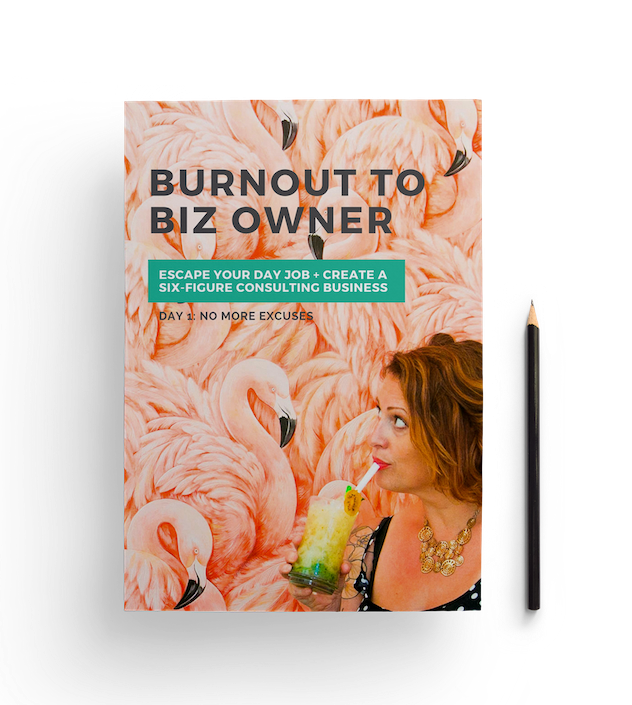 BURNOUT TO
BIZ OWNER
ESCAPE YOUR DAY JOB + CREATE A
SIX-FIGURE CONSULTING BUSINESS
DAY 1: NO MORE EXCUSES